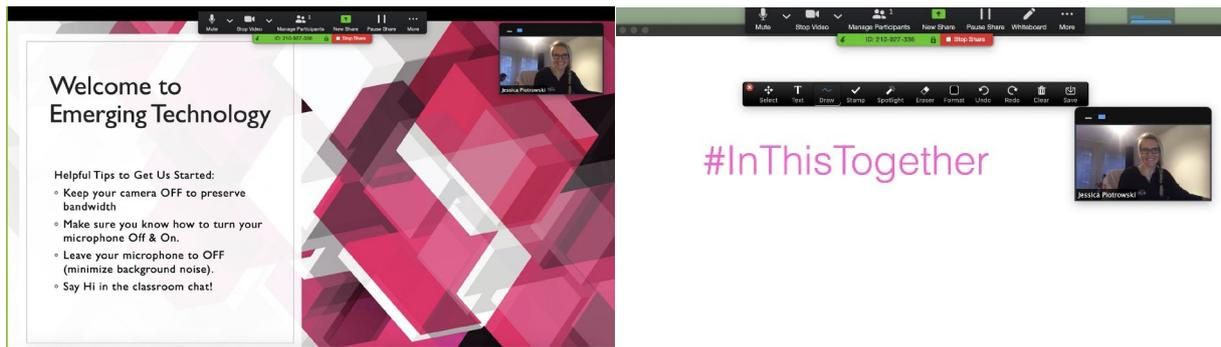 Mute
Stop Video
Manage Participants
1
New Share
Pause Share
More
ID: 210-927-336
Stop Share
Welcome to
Emerging Technology
Helpful Tips to Get Us Started:
Keep your camera OFF to preserve
bandwidth
Make sure you know how to turn your
microphone Off & On.
Leave your microphone to OFF
(minimize background noise).
Say Hi in the classroom chat!
Jessica Piotrowski
Mute
Stop Video
Manage Participants
1
New Share
Pause Share
Whiteboard
More
ID: 210-927-336
Stop Share
Select
Text
Draw
Stamp
Spotlight
Eraser
Format
Undo
Redo
Clear
Save
#InThisTogether
Jessica Piotrowski